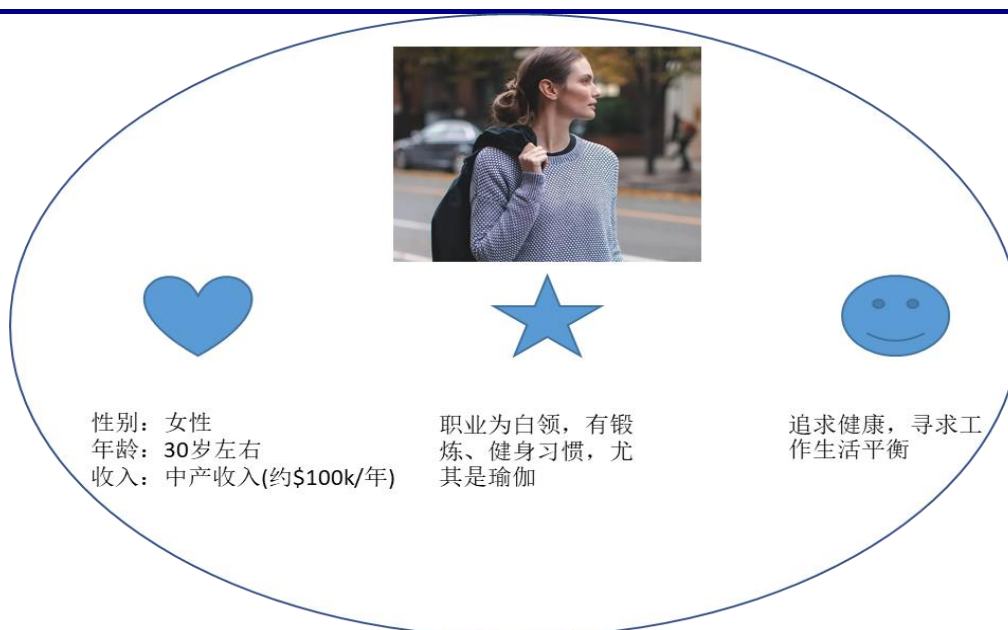 性别：女性
年龄：30岁左右
收入：中产收入(约$100k/年)
职业为白领，有锻
炼、健身习惯，尤
其是瑜伽
追求健康，寻求工
作生活平衡